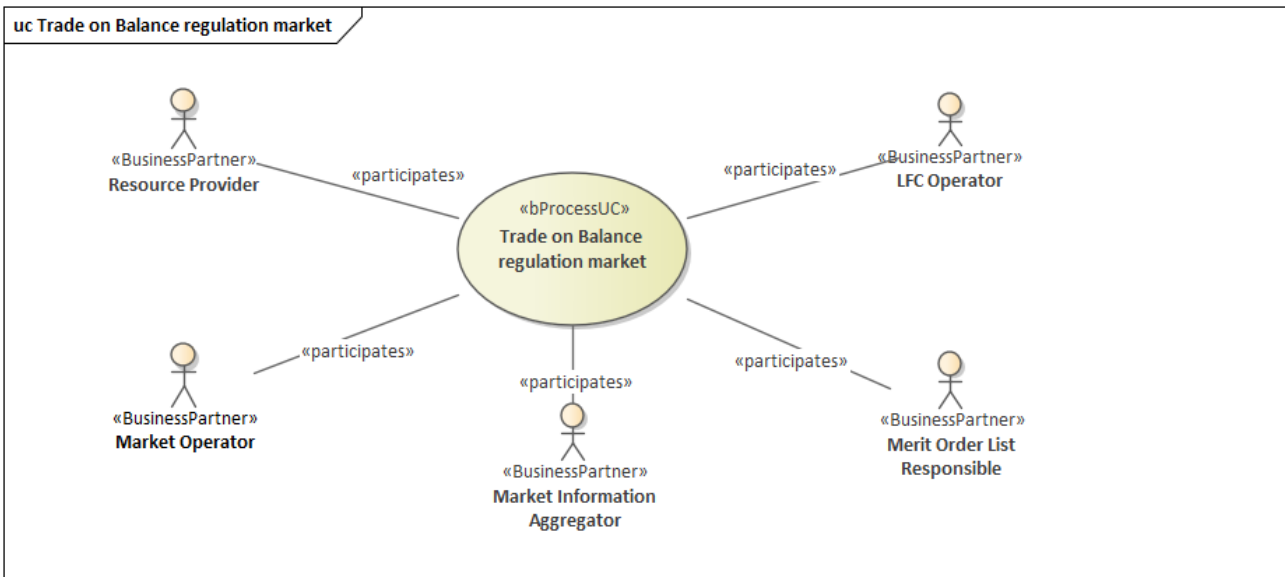 uc Trade on Balance regulation market
«BusinessPartner»
Resource Provider
«participates»
«participates»
«BusinessPartner»
LFC Operator
«bProcessUC»
Trade on Balance
regulation market
«participates»
«participates»
«participates»
«BusinessPartner»
Market Operator
«BusinessPartner»
Market Information
Aggregator
«BusinessPartner»
Merit Order List
Responsible